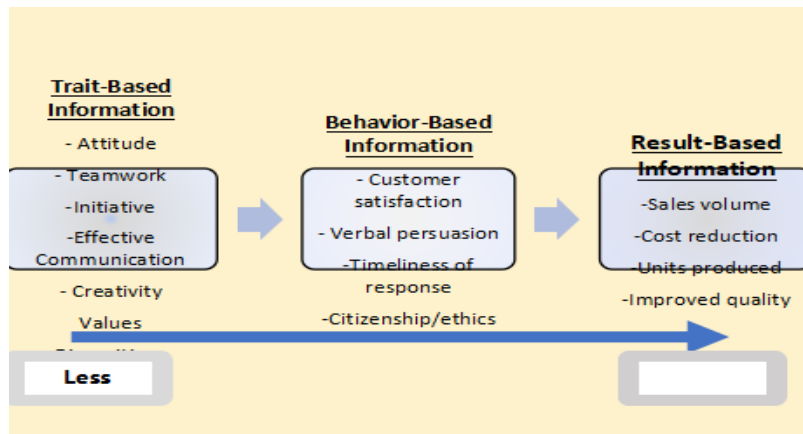 Trait-Based
Information
- Attitude
- Teamwork
-Initiative
-Effective
Communication
- Creativity
Values
Less
Behavior-Based
Information
- Customer
satisfaction
- Verbal persuasion
-Timeliness of
response
-Citizenship/ethics
Result-Based
Information
-Sales volume
-Cost reduction
-Units produced
-Improved quality